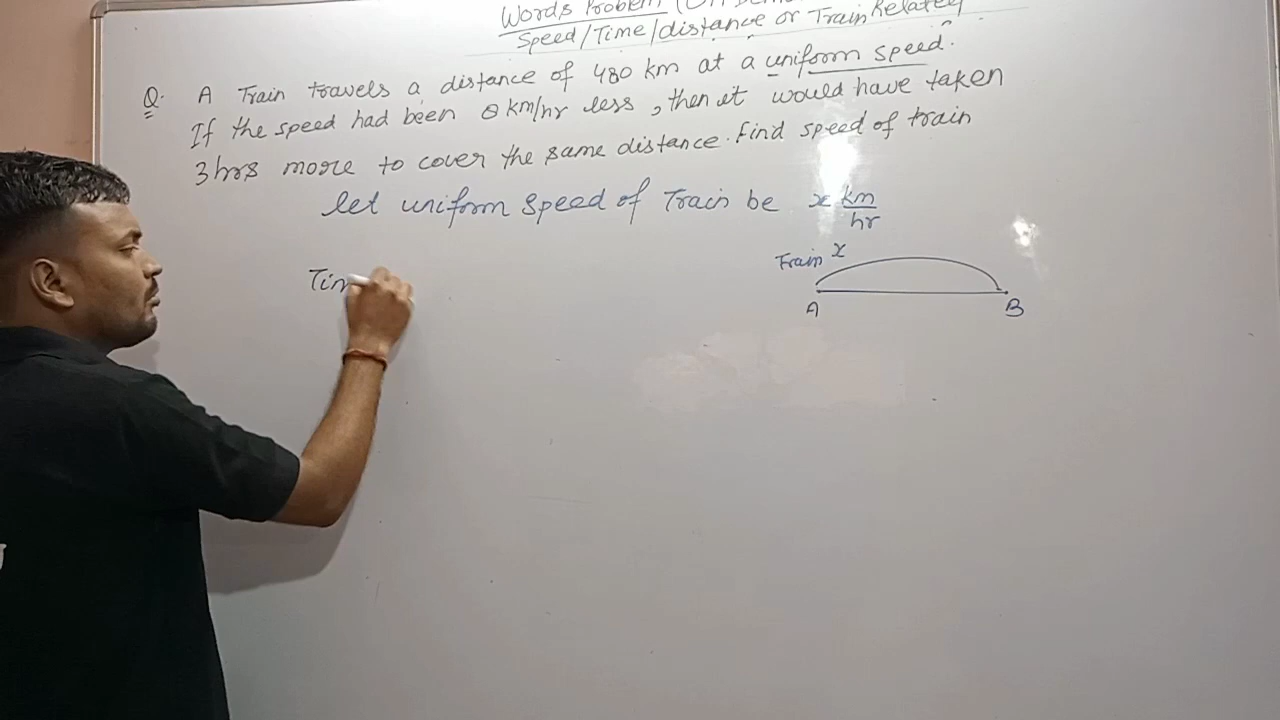 Words Problem (On
Speed/Time/distance or Train Related
Q. A Train travels a distance of 480 km at a uniform speed.
If the speed had been 8 km/hr less, then it would have taken
3 hrs more to cover the same distance. Find speed of train
let uniform speed of Train be x km/hr
Train x
Tim
A B